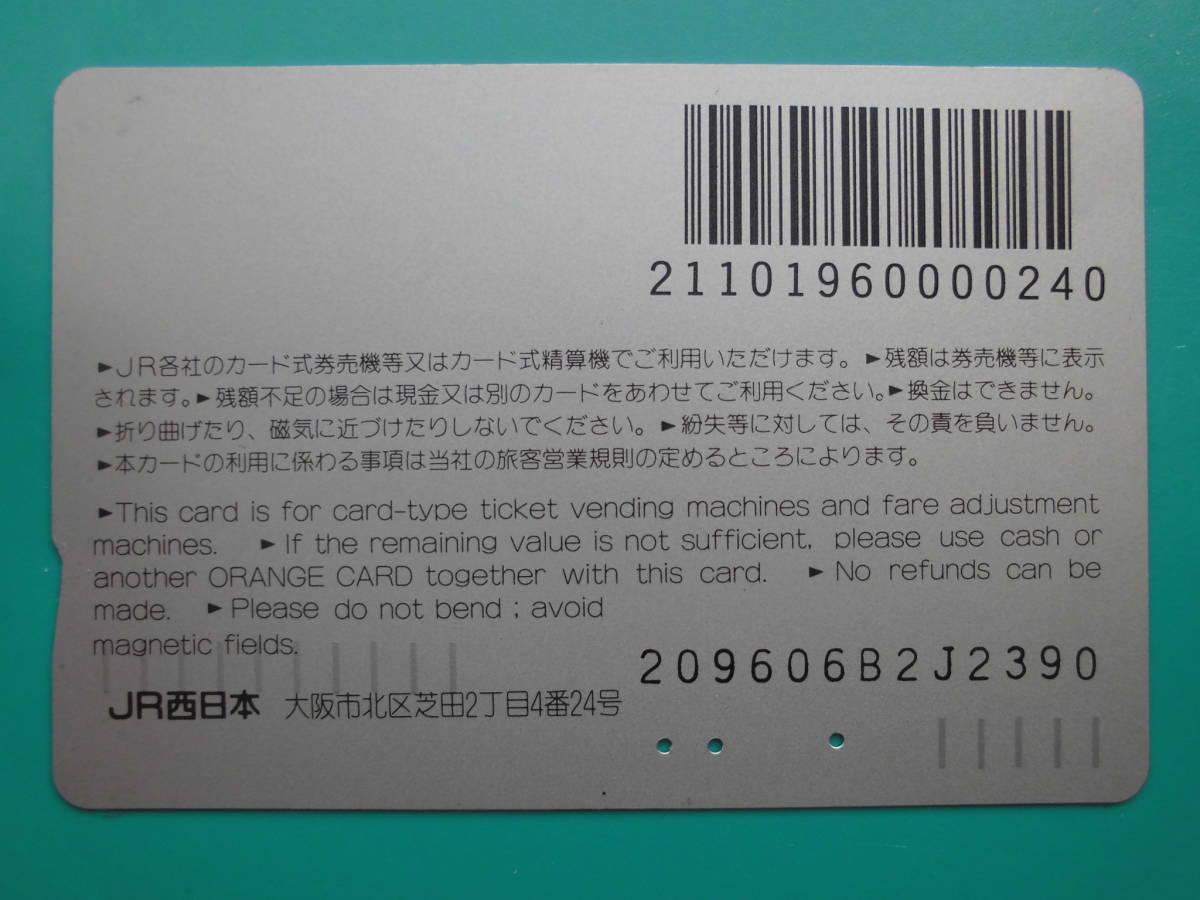 21101960000240
►JR各社のカード式券売機等又はカード式精算機でご利用いただけます。►残額は券売機等に表示
されます。►残額不足の場合は現金又は別のカードをあわせてご利用ください。►換金はできません。
►折り曲げたり、磁気に近づけたりしないでください。►紛失等に対しては、その責を負いません。
►本カードの利用に係わる事項は当社の旅客営業規則の定めるところによります。
►This card is for card-type ticket vending machines and fare adjustment
machines. ►If the remaining value is not sufficient, please use cash or
another ORANGE CARD together with this card. ►No refunds can be
made. ►Please do not bend ; avoid
magnetic fields.
209606B2J2390
JR西日本 大阪市北区芝田2丁目4番24号